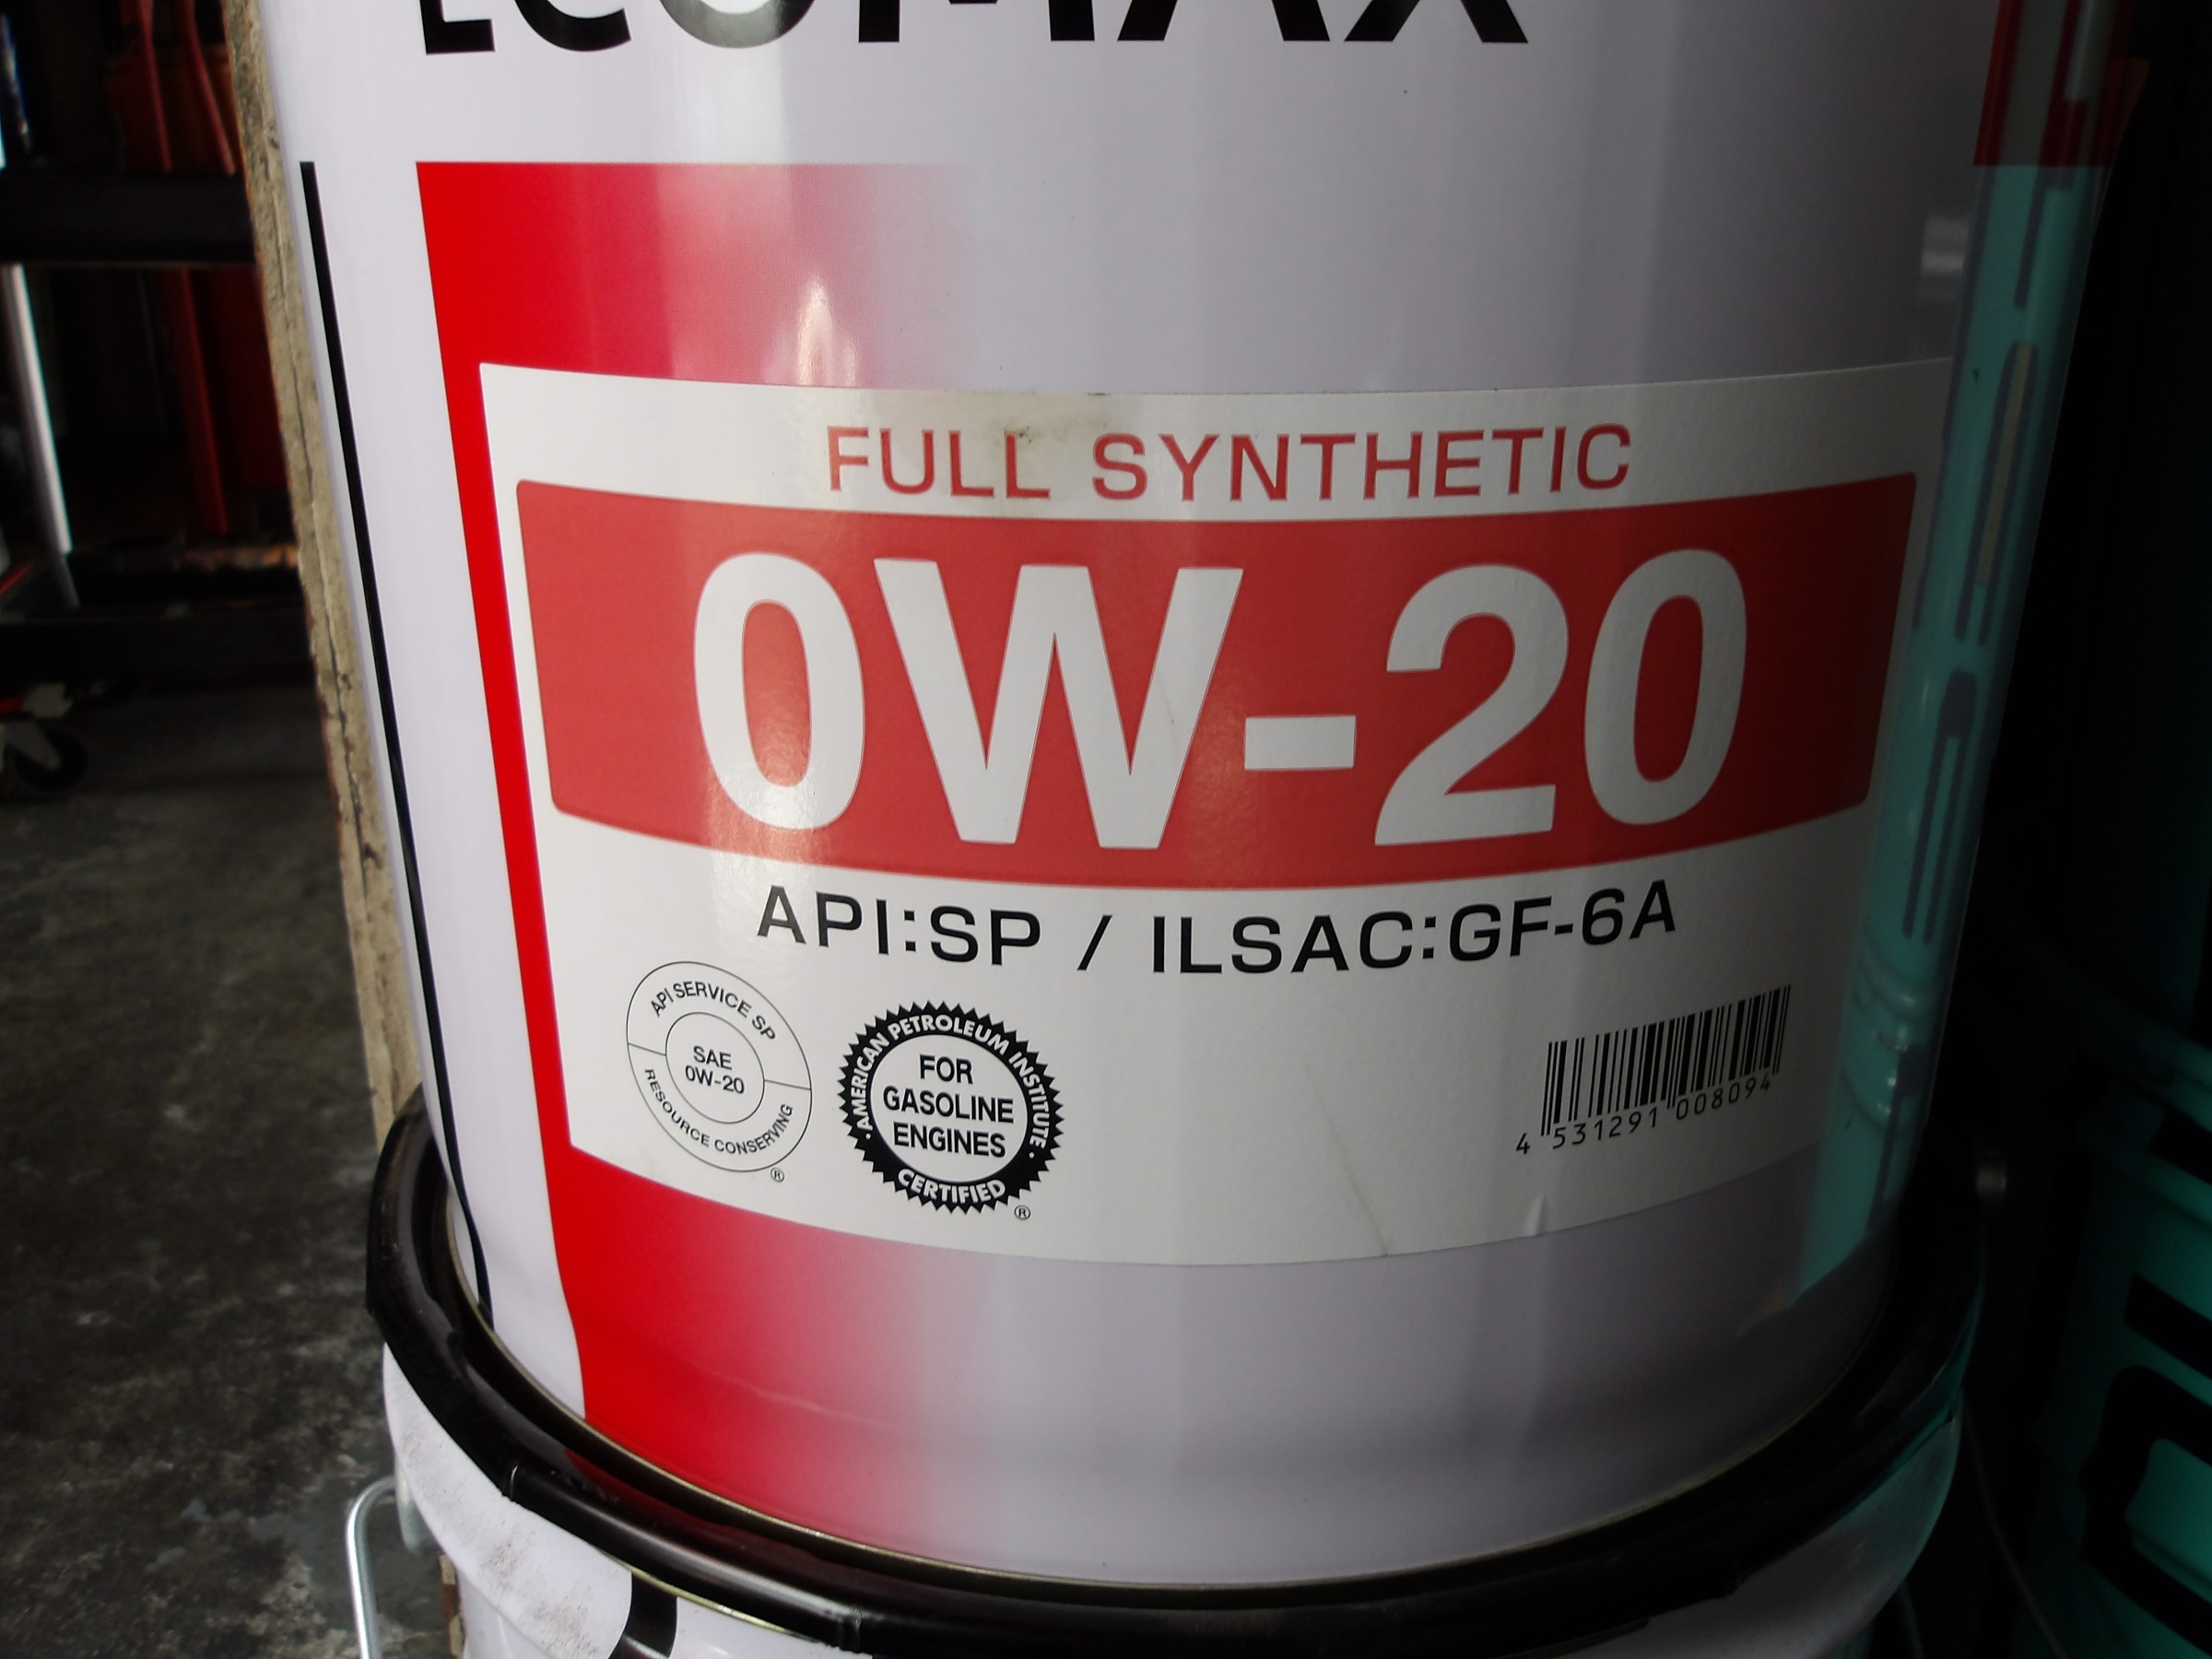 ECOMAX
FULL SYNTHETIC
0W-20
API:SP / ILSAC:GF-6A
API SERVICE SP
SAE
0W-20
RESOURCE CONSERVING
®
AMERICAN PETROLEUM INSTITUTE
FOR
GASOLINE
ENGINES
CERTIFIED
®
4 531291 008094